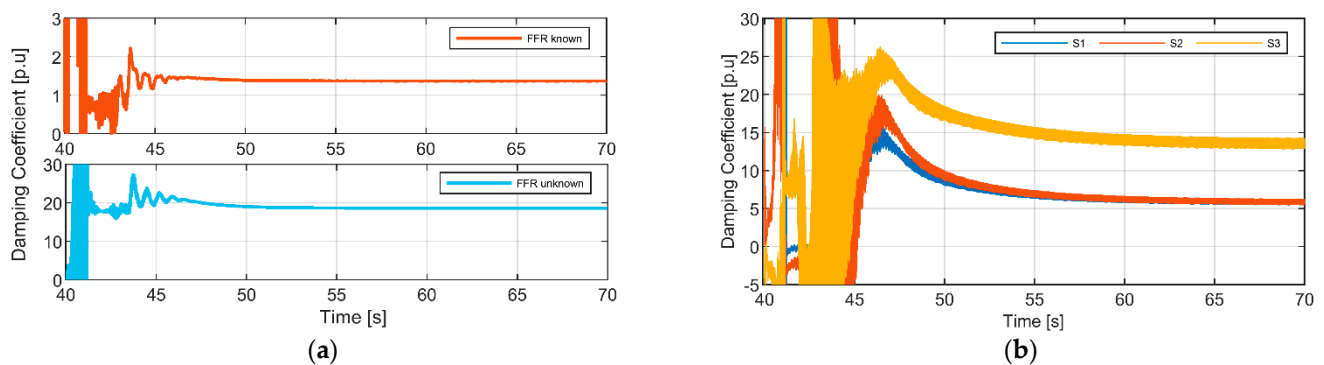 3
2
1
0
Damping Coefficient [p.u]
FFR known
40 45 50 55 60 65 70
30
20
10
0
FFR unknown
40 45 50 55 60 65 70
Time [s]
(a)
30
25
20
15
10
5
0
-5
Damping Coefficient [p.u]
S1 S2 S3
40 45 50 55 60 65 70
Time [s]
(b)